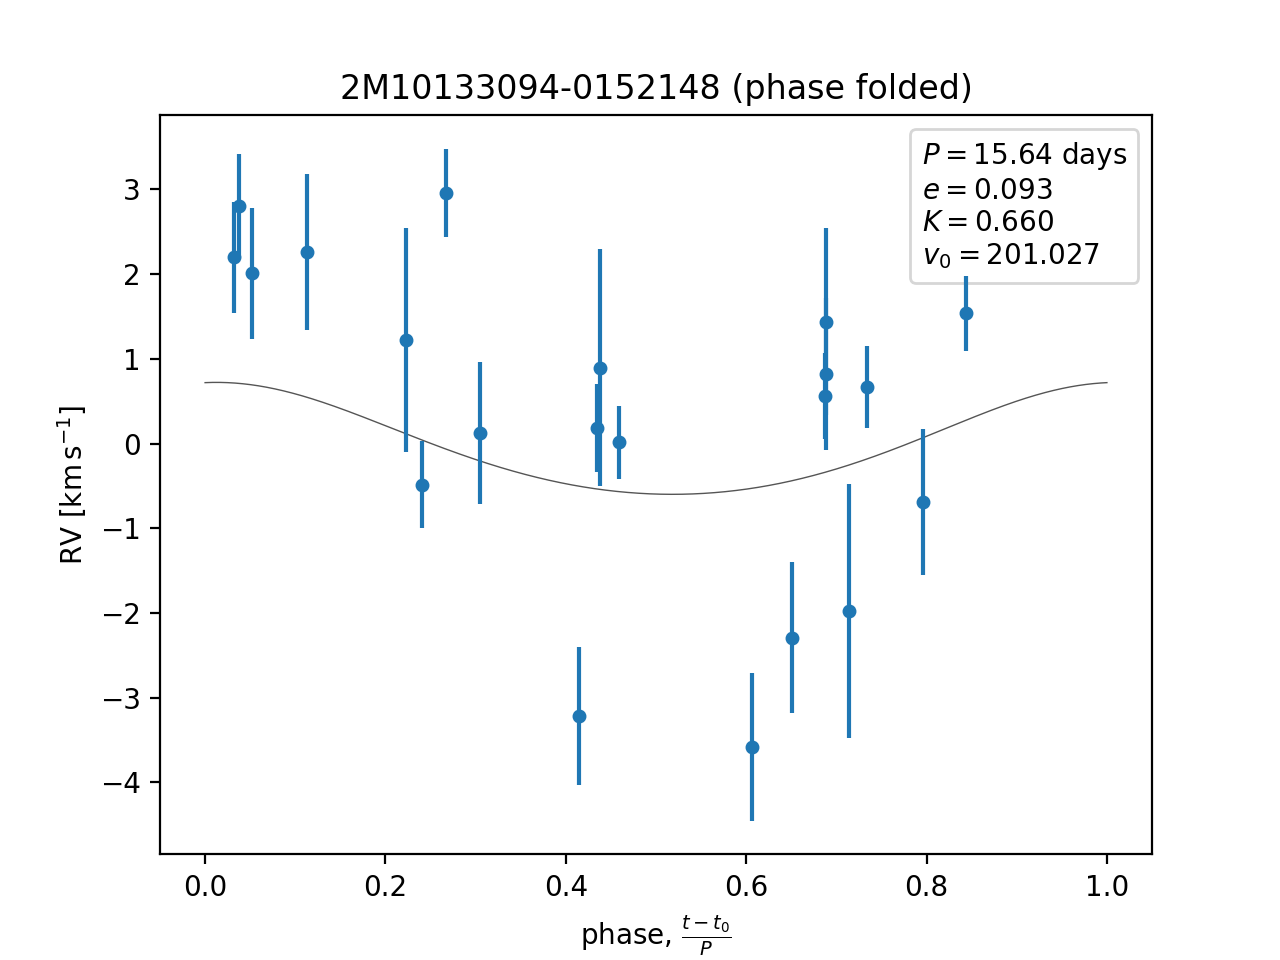 2M10133094-0152148 (phase folded)
P = 15.64 days
e = 0.093
K = 0.660
v₀ = 201.027
3
2
1
0
−1
−2
−3
−4
RV [km s⁻¹]
0.0 0.2 0.4 0.6 0.8 1.0
phase, (t − t₀)/P